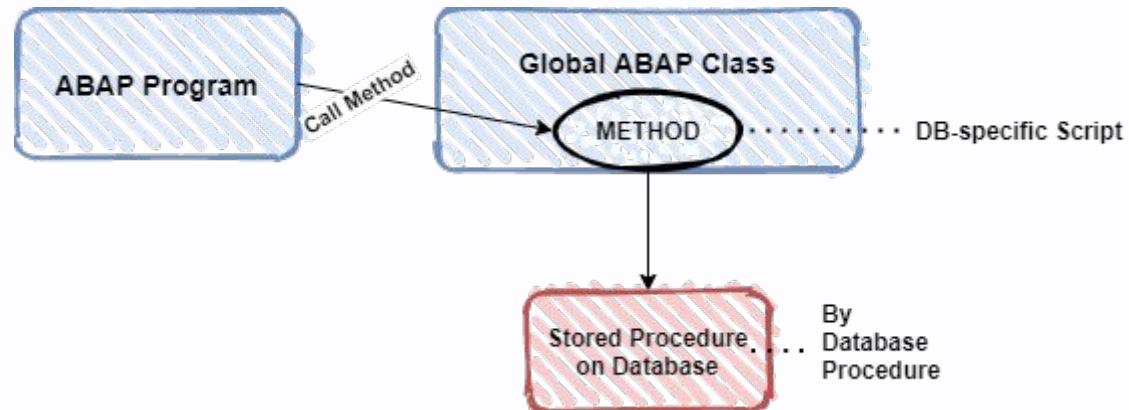 ABAP Program
Call Method
Global ABAP Class
METHOD
DB-specific Script
Stored Procedure
on Database
By
Database
Procedure